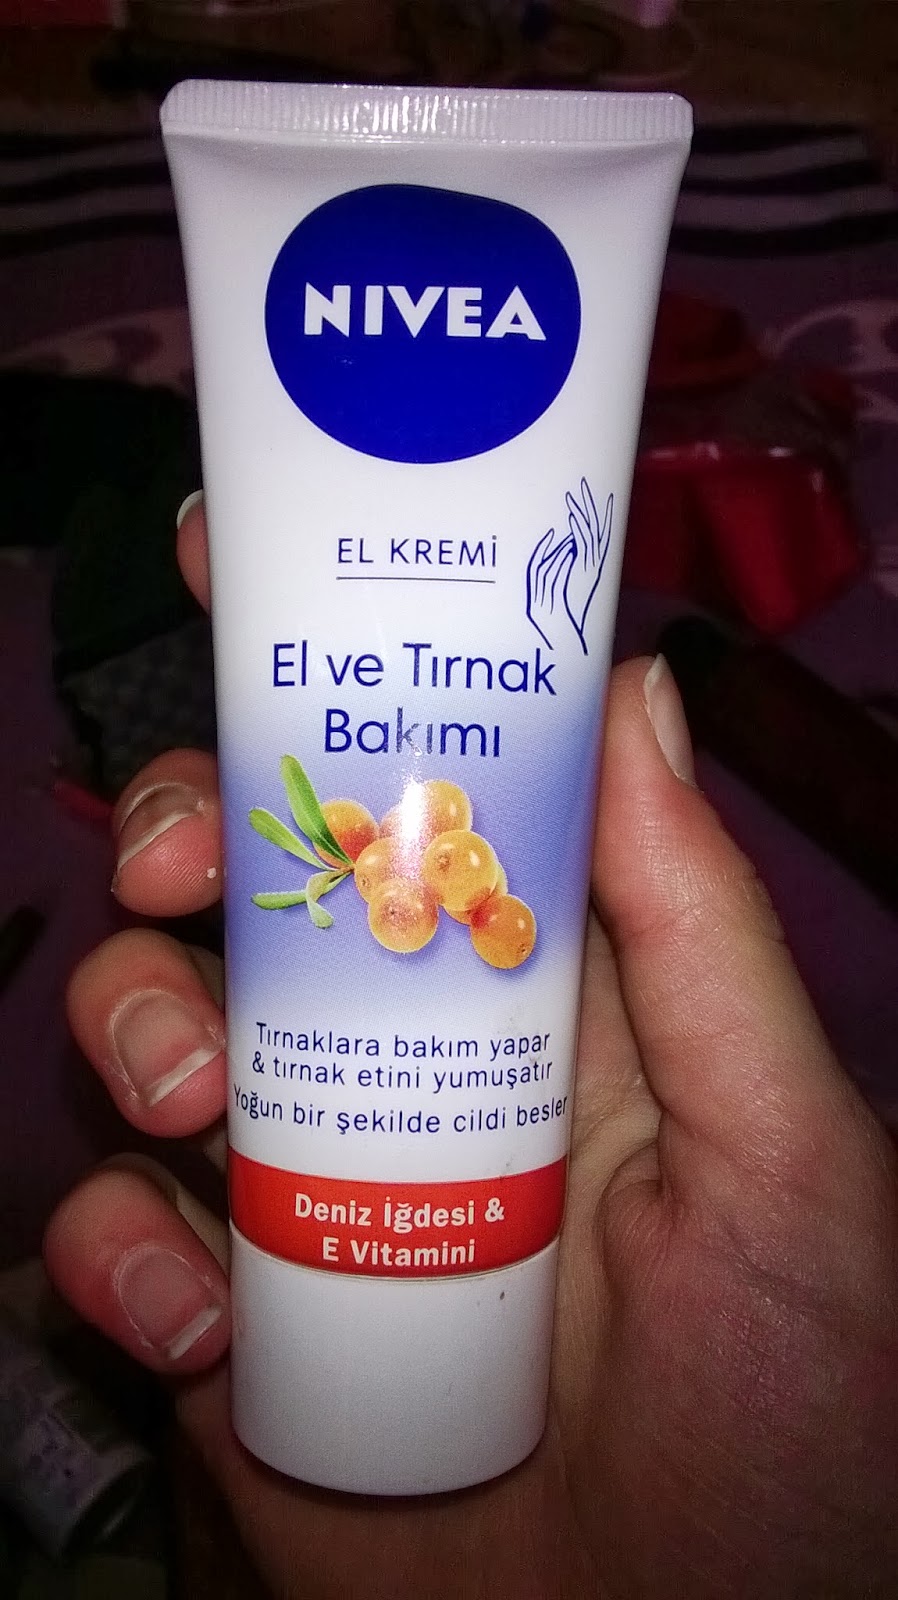 NIVEA
EL KREMİ
El ve Tırnak
Bakımı
Tırnaklara bakım yapar
& tırnak etini yumuşatır
Yoğun bir şekilde cildi besler
Deniz İğdesi &
E Vitamini